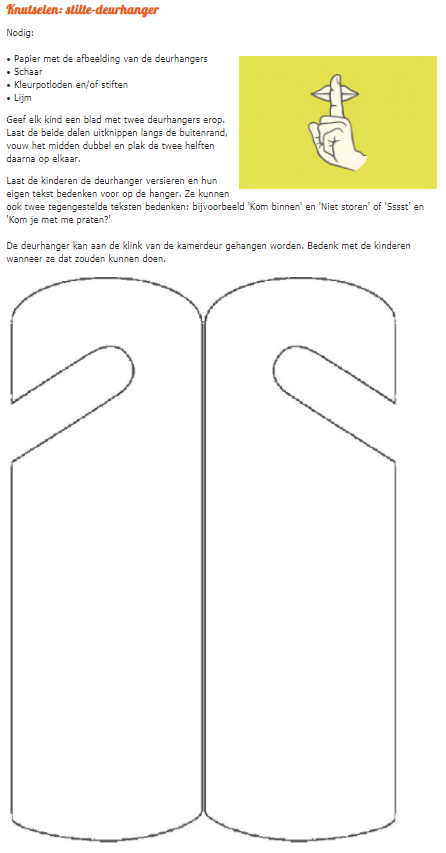 Knutselen: stilte-deurhanger
Nodig:
• Papier met de afbeelding van de deurhangers
• Schaar
• Kleurpotloden en/of stiften
• Lijm
Geef elk kind een blad met twee deurhangers erop.
Laat de beide delen uitknippen langs de buitenrand,
vouw het midden dubbel en plak de twee helften
daarna op elkaar.
Laat de kinderen de deurhanger versieren en hun
eigen tekst bedenken voor op de hanger. Ze kunnen
ook twee tegengestelde teksten bedenken: bijvoorbeeld 'Kom binnen' en 'Niet storen' of 'Sssst' en
'Kom je met me praten?'
De deurhanger kan aan de klink van de kamerdeur gehangen worden. Bedenk met de kinderen
wanneer ze dat zouden kunnen doen.